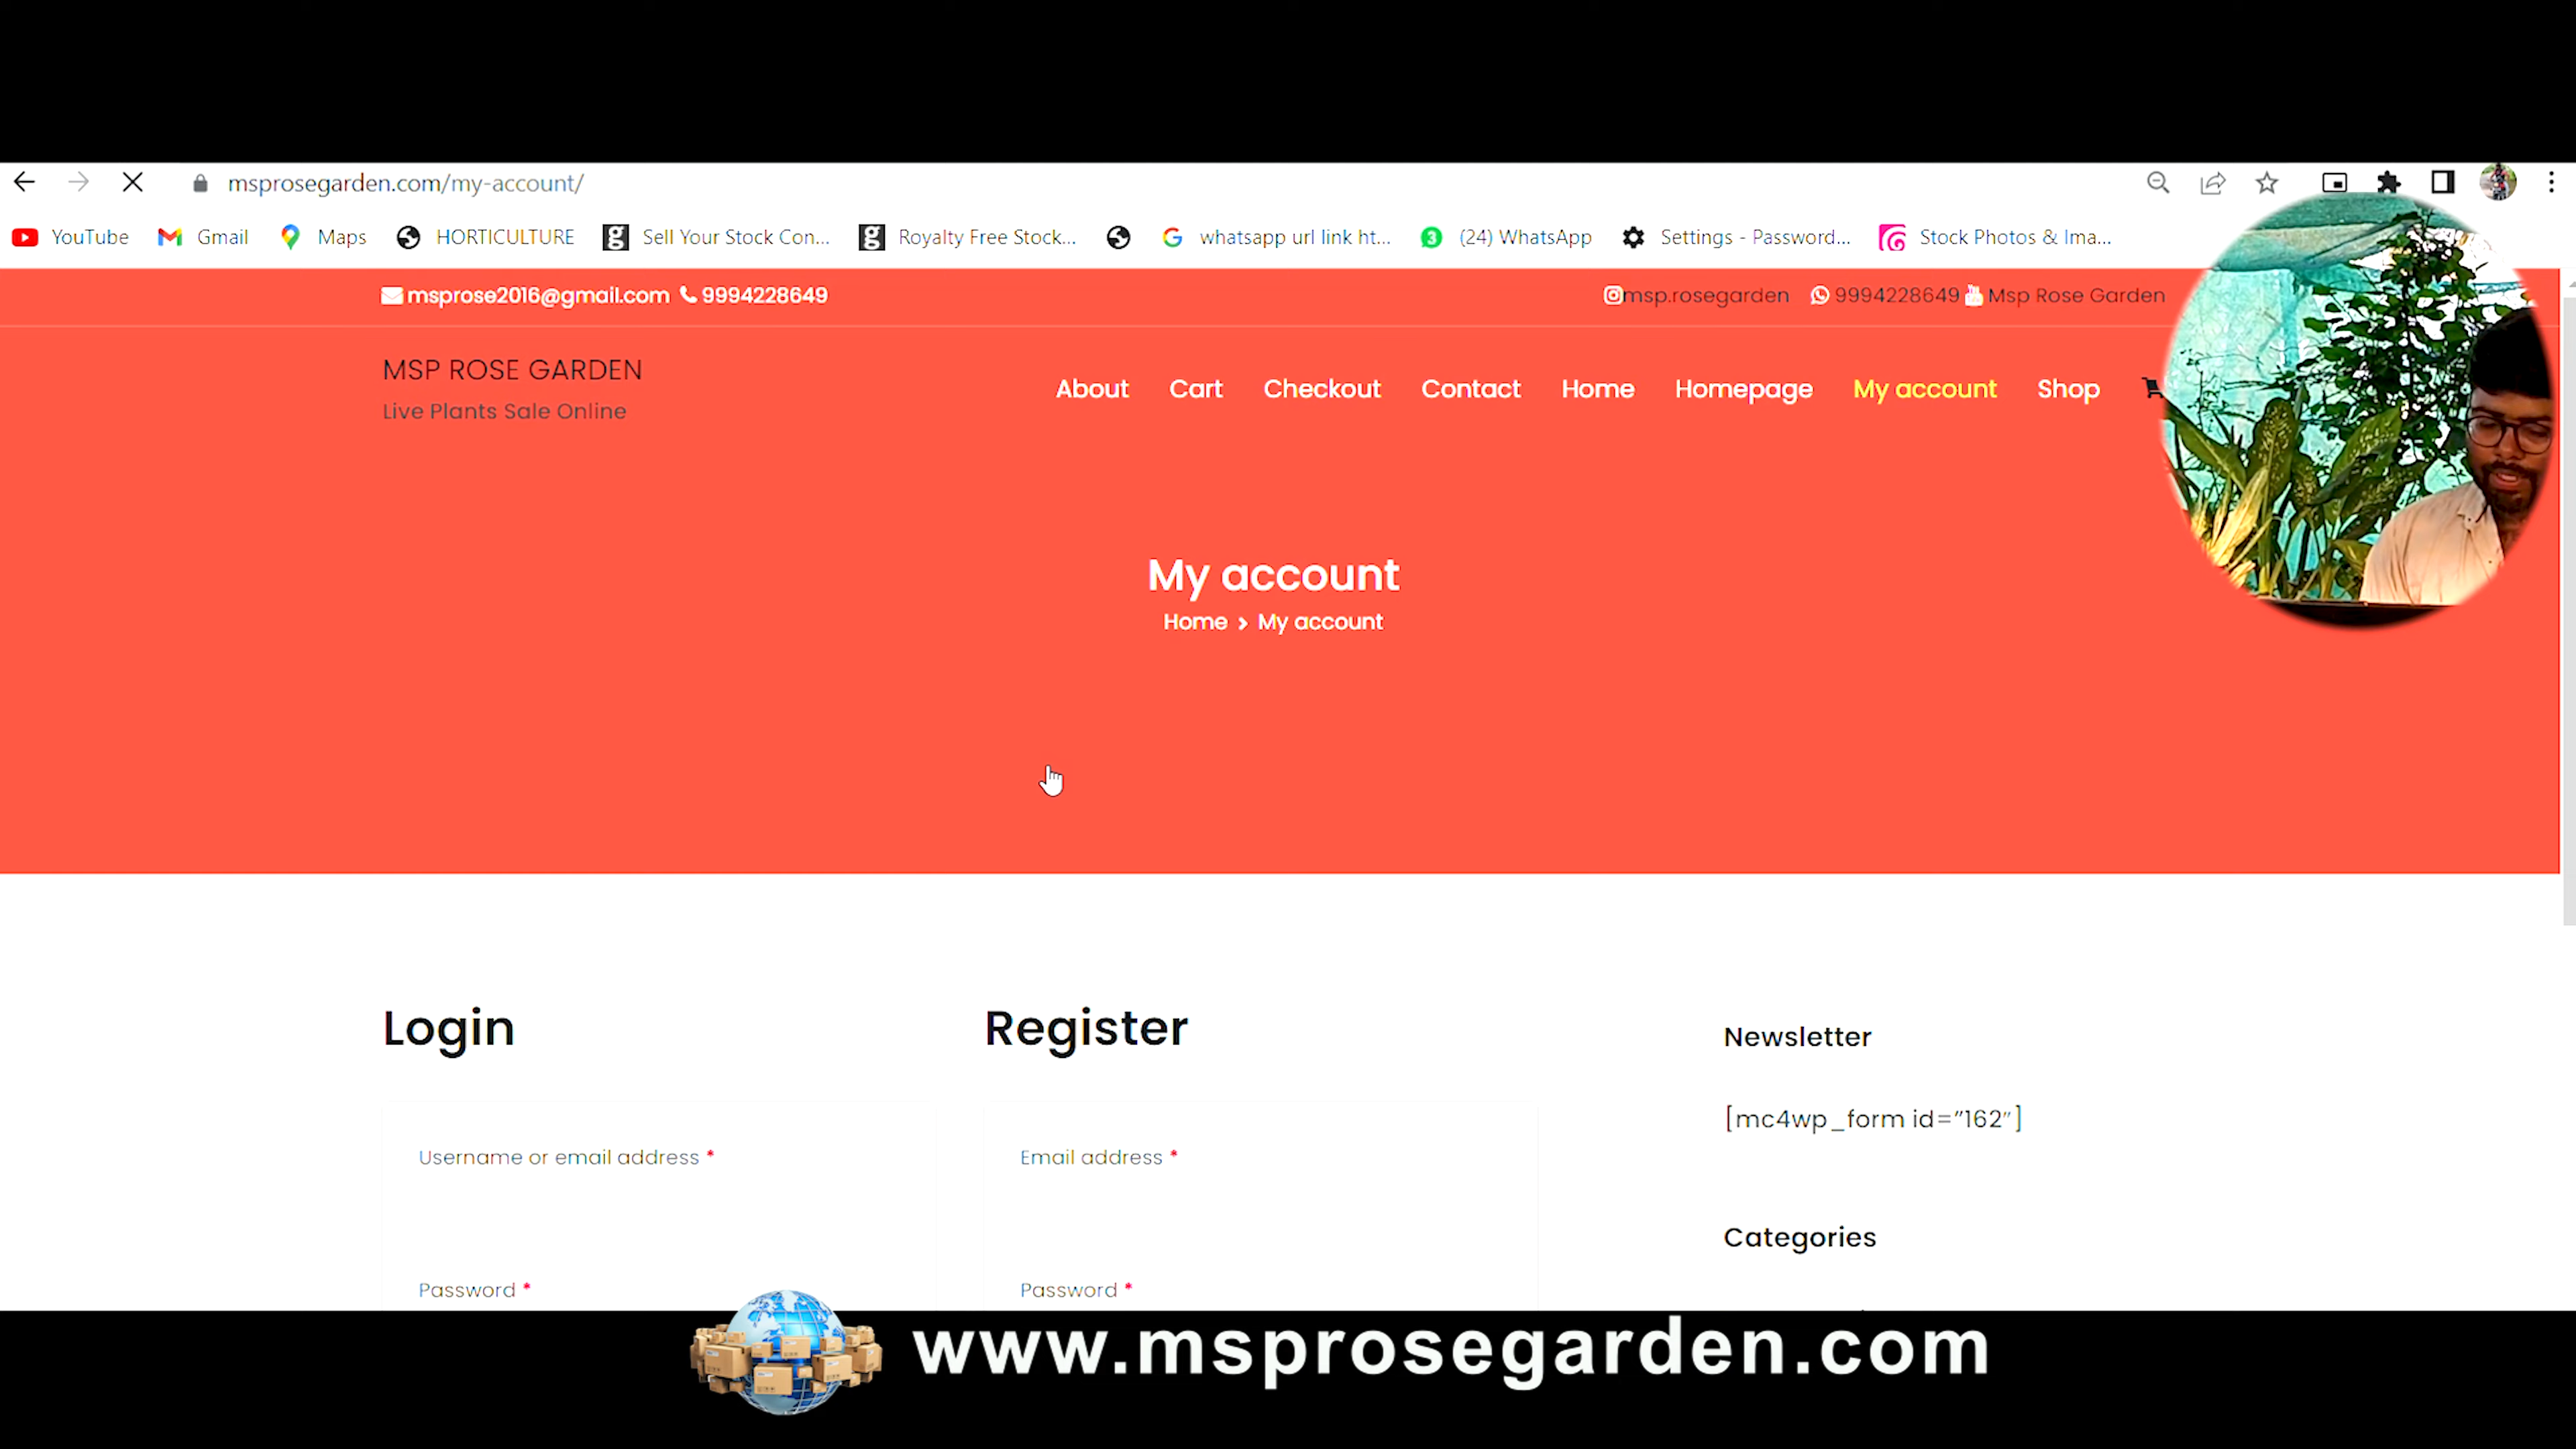 msprosegarden.com/my-account/
YouTube Gmail Maps HORTICULTURE Sell Your Stock Con... Royalty Free Stock... whatsapp url link ht... (24) WhatsApp Settings - Password... Stock Photos & Ima...
msprose2016@gmail.com 9994228649 msp.rosegarden 9994228649 Msp Rose Garden
MSP ROSE GARDEN
Live Plants Sale Online
About Cart Checkout Contact Home Homepage My account Shop
My account
Home > My account
Login
Username or email address *
Password *
Register
Email address *
Password *
Newsletter
[mc4wp_form id="162"]
Categories
www.msprosegarden.com